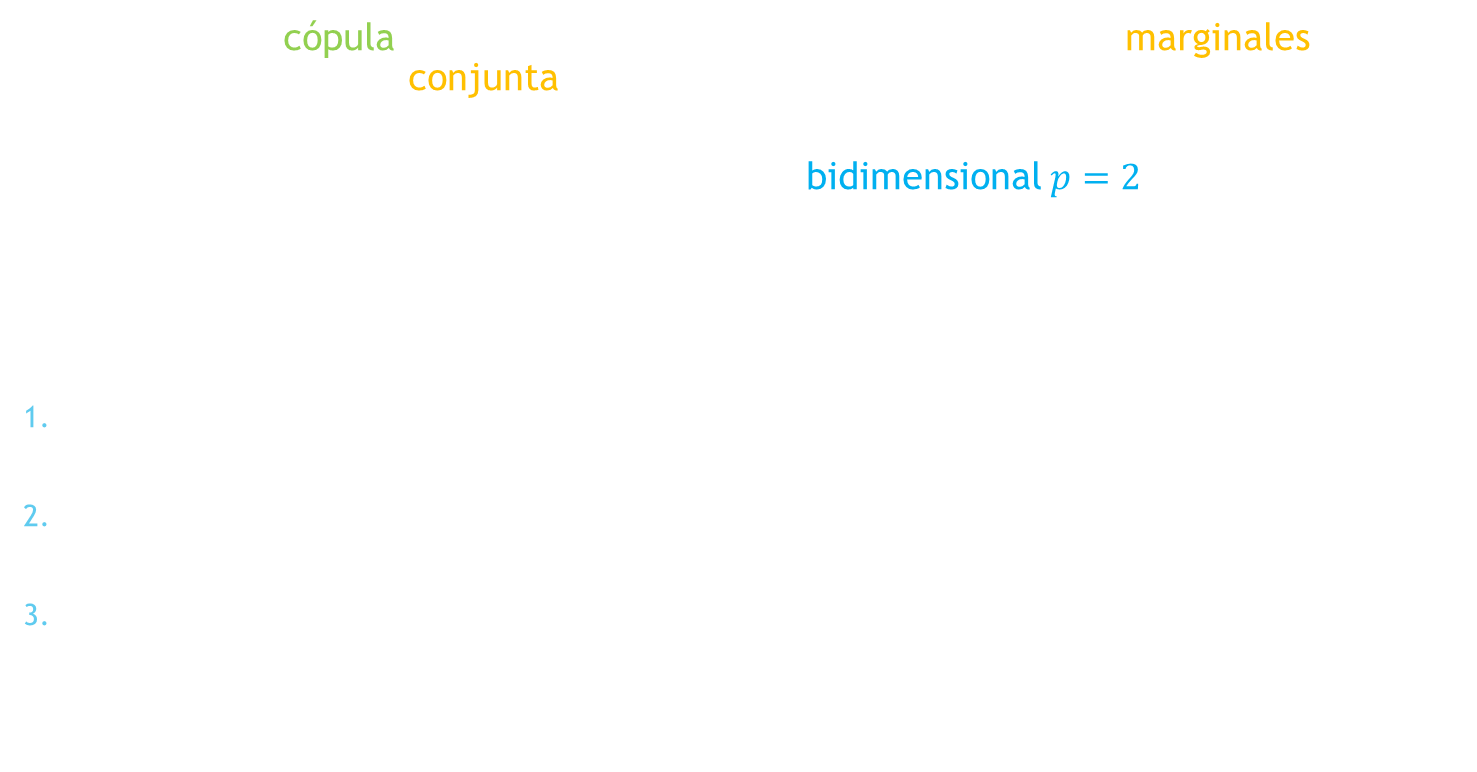 cópula marginales
conjunta
bidimensional p = 2
1.
2.
3.